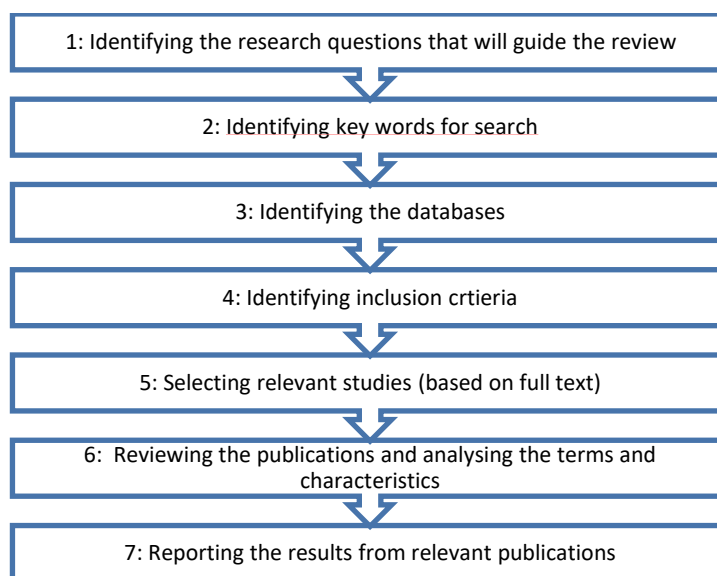 1: Identifying the research questions that will guide the review
2: Identifying key words for search
3: Identifying the databases
4: Identifying inclusion crtieria
5: Selecting relevant studies (based on full text)
6:  Reviewing the publications and analysing the terms and
characteristics
7: Reporting the results from relevant publications